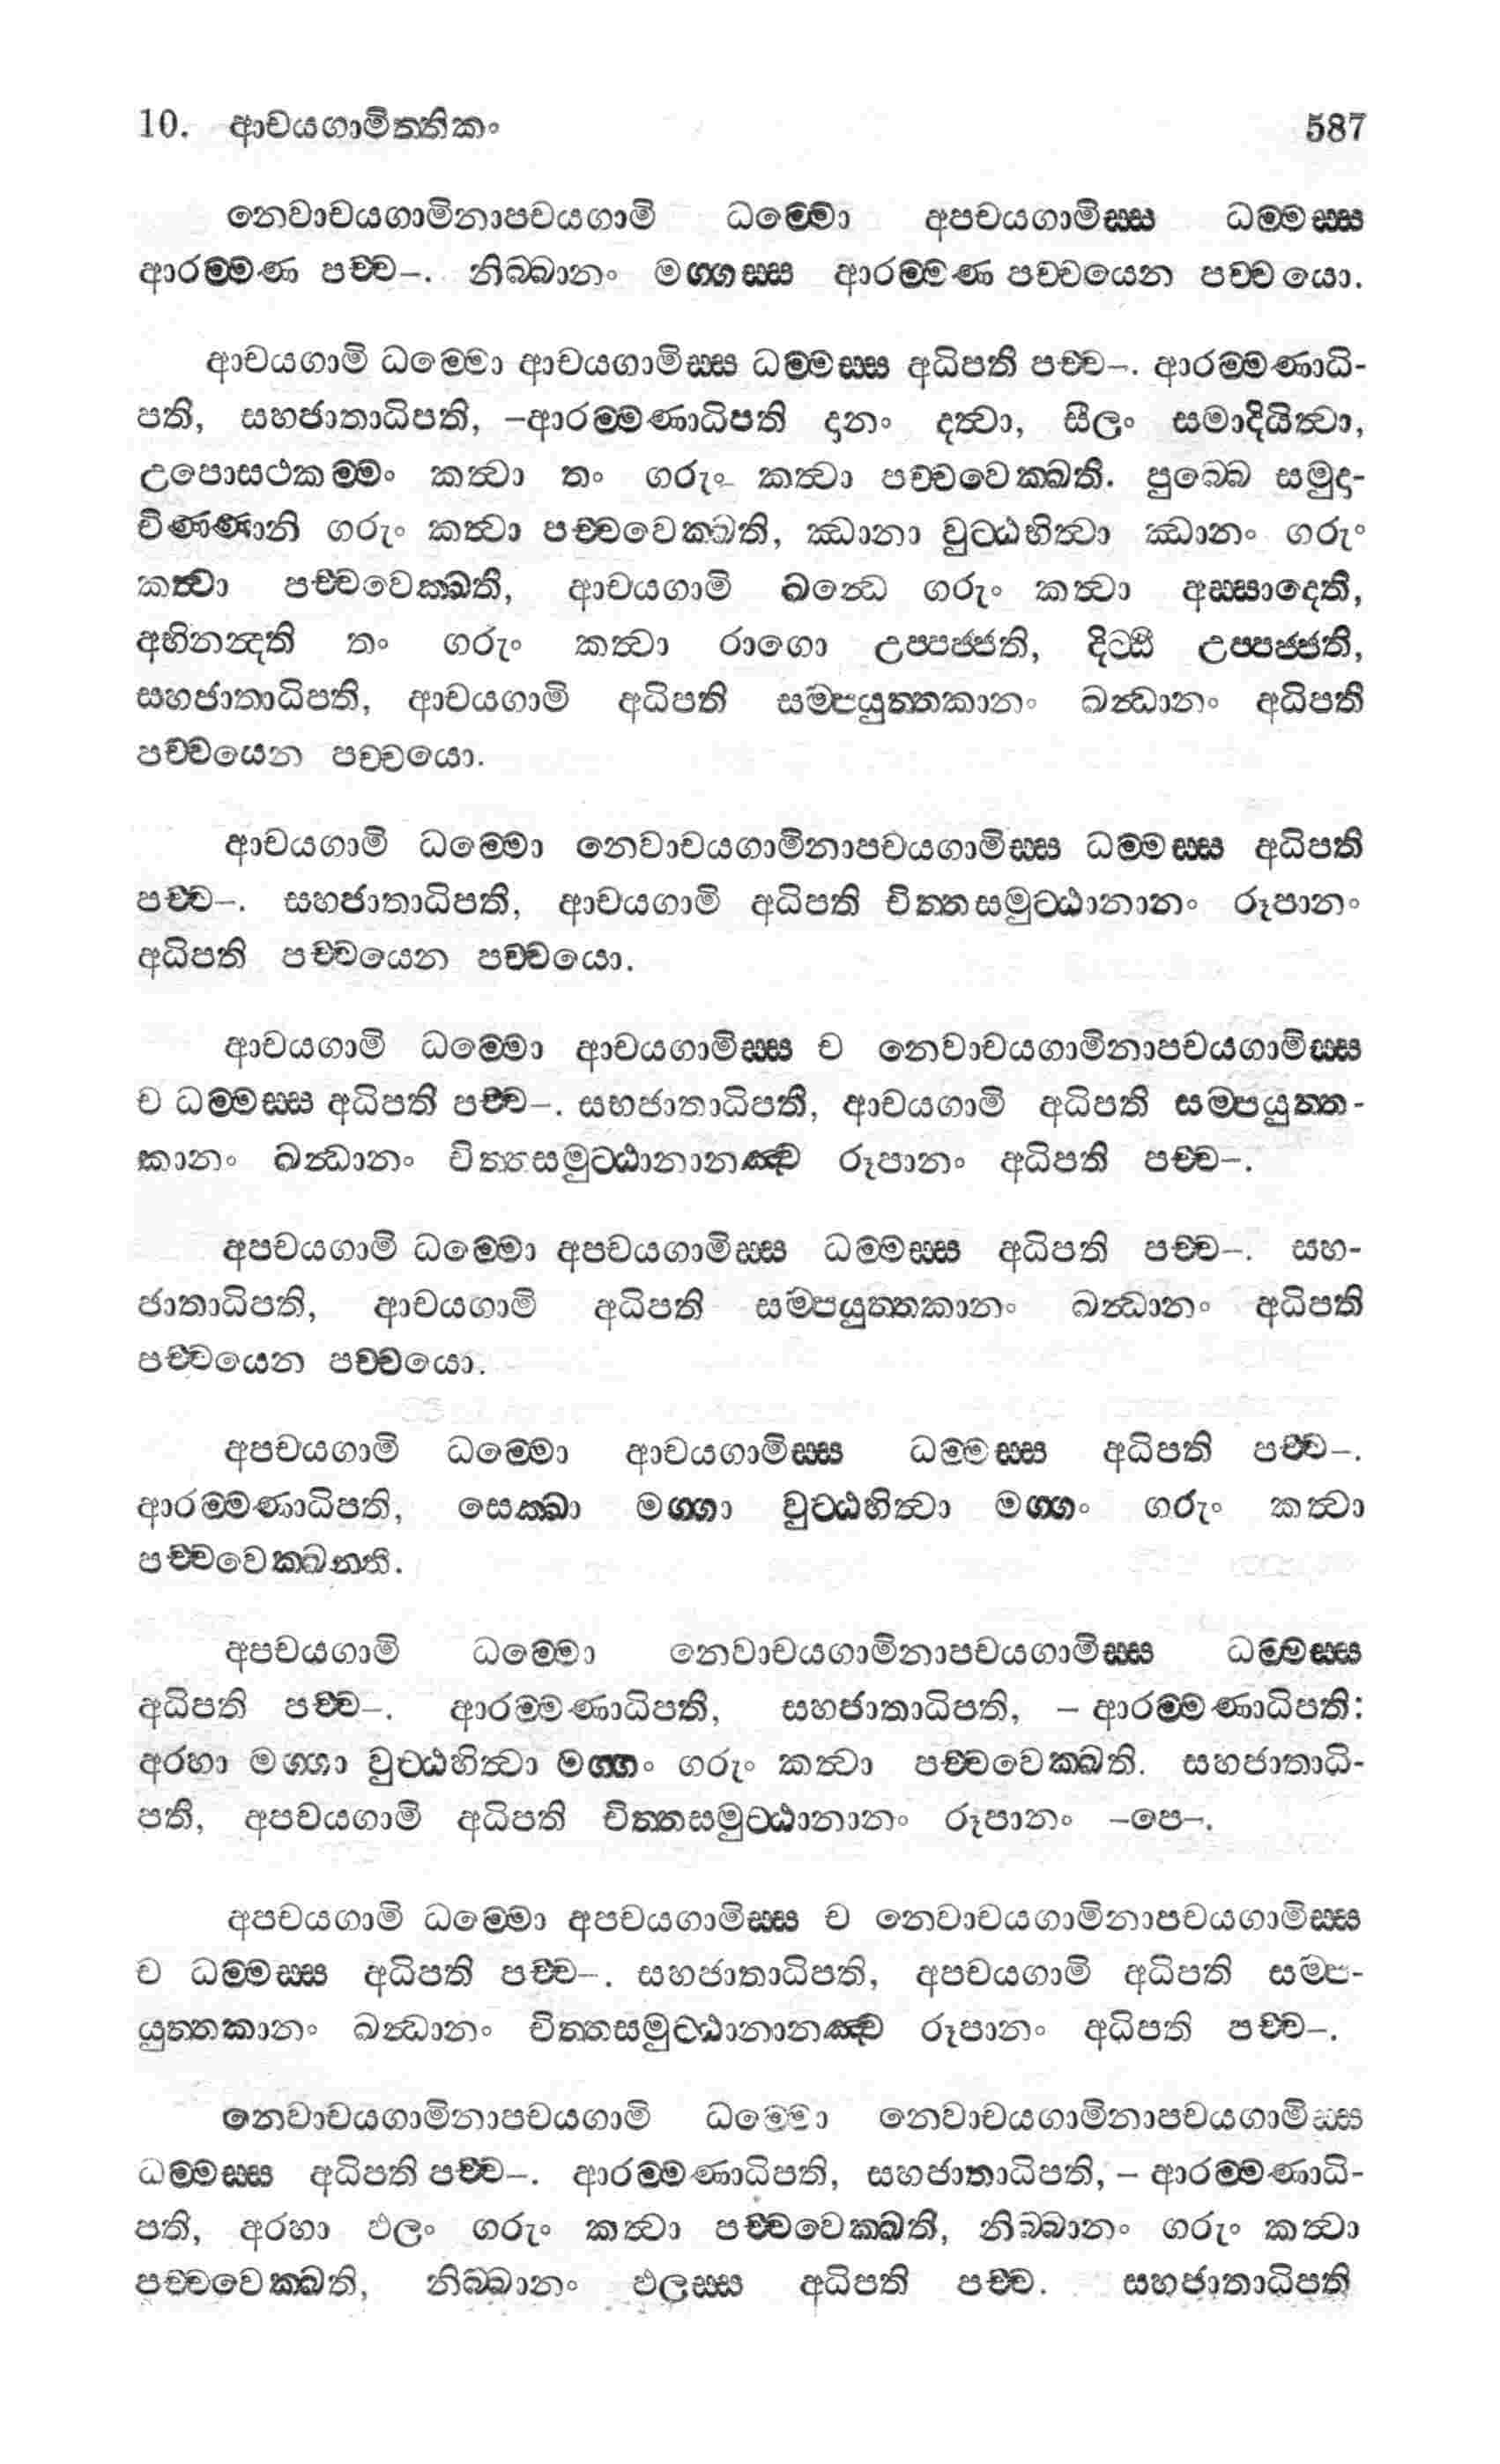 10. ආචයගාමිත්තිකං 587
නෙවාචයගාමිනාපචයගාමි ධම්මො අපචයගාමිස්ස ධම්මස්ස
ආරම්මණ පච්ච–. නිබ්බානං මග්ගස්ස ආරම්මණ පච්චයෙන පච්චයො.
ආචයගාමි ධම්මො ආචයගාමිස්ස ධම්මස්ස අධිපති පච්ච–. ආරම්මණාධි-
පති, සහජාතාධිපති, –ආරම්මණාධිපති දානං දත්වා, සීලං සමාදියිත්වා,
උපොසථකම්මං කත්වා තං ගරුං කත්වා පච්චවෙක්ඛති. පුබ්බෙ සමුදා-
චිණ්ණානි ගරුං කත්වා පච්චවෙක්ඛති, ඣානා වුට්ඨභිත්වා ඣානං ගරුං
කත්වා පච්චවෙක්ඛති, ආචයගාමි ඛන්ධෙ ගරුං කත්වා අස්සාදෙති,
අභිනන්දති තං ගරුං කත්වා රාගො උප්පජ්ජති, දිට්ඨි උප්පජ්ජති,
සහජාතාධිපති, ආචයගාමි අධිපති සම්පයුත්තකානං ඛන්ධානං අධිපති
පච්චයෙන පච්චයො.
ආචයගාමි ධම්මො නෙවාචයගාමිනාපචයගාමිස්ස ධම්මස්ස අධිපති
පච්ච–. සහජාතාධිපති, ආචයගාමි අධිපති චිත්තසමුට්ඨානානං රූපානං
අධිපති පච්චයෙන පච්චයො.
ආචයගාමි ධම්මො ආචයගාමිස්ස ච නෙවාචයගාමිනාපචයගාමිස්ස
ච ධම්මස්ස අධිපති පච්ච–. සභජාතාධිපති, ආචයගාමි අධිපති සම්පයුත්ත-
කානං ඛන්ධානං චිත්තසමුට්ඨානානඤ්ච රූපානං අධිපති පච්ච–.
අපචයගාමි ධම්මො අපචයගාමිස්ස ධම්මස්ස අධිපති පච්ච–. සහ-
ජාතාධිපති, ආචයගාමි අධිපති සම්පයුත්තකානං ඛන්ධානං අධිපති
පච්චයෙන පච්චයො.
අපචයගාමි ධම්මො ආචයගාමිස්ස ධම්මස්ස අධිපති පච්ච–.
ආරම්මණාධිපති, සෙක්ඛා මග්ගා වුට්ඨහිත්වා මග්ගං ගරුං කත්වා
පච්චවෙක්ඛන්ති.
අපචයගාමි ධම්මො නෙවාචයගාමිනාපචයගාමිස්ස ධම්මස්ස
අධිපති පච්ච–. ආරම්මණාධිපති, සහජාතාධිපති, – ආරම්මණාධිපති:
අරහා මග්ගා වුට්ඨහිත්වා මග්ගං ගරුං කත්වා පච්චවෙක්ඛති. සහජාතාධි-
පති, අපචයගාමි අධිපති චිත්තසමුට්ඨානානං රූපානං –පෙ–.
අපචයගාමි ධම්මො අපචයගාමිස්ස ච නෙවාචයගාමිනාපචයගාමිස්ස
ච ධම්මස්ස අධිපති පච්ච–. සහජාතාධිපති, අපචයගාමි අධිපති සම්ප-
යුත්තකානං ඛන්ධානං චිත්තසමුට්ඨානානඤ්ච රූපානං අධිපති පච්ච–.
නෙවාචයගාමිනාපචයගාමි ධම්මො නෙවාචයගාමිනාපචයගාමිස්ස
ධම්මස්ස අධිපති පච්ච–. ආරම්මණාධිපති, සහජාතාධිපති, – ආරම්මණාධි-
පති, අරහා ඵලං ගරුං කත්වා පච්චවෙක්ඛති, නිබ්බානං ගරුං කත්වා
පච්චවෙක්ඛති, නිබ්බානං ඵලස්ස අධිපති පච්ච. සහජාතාධිපති